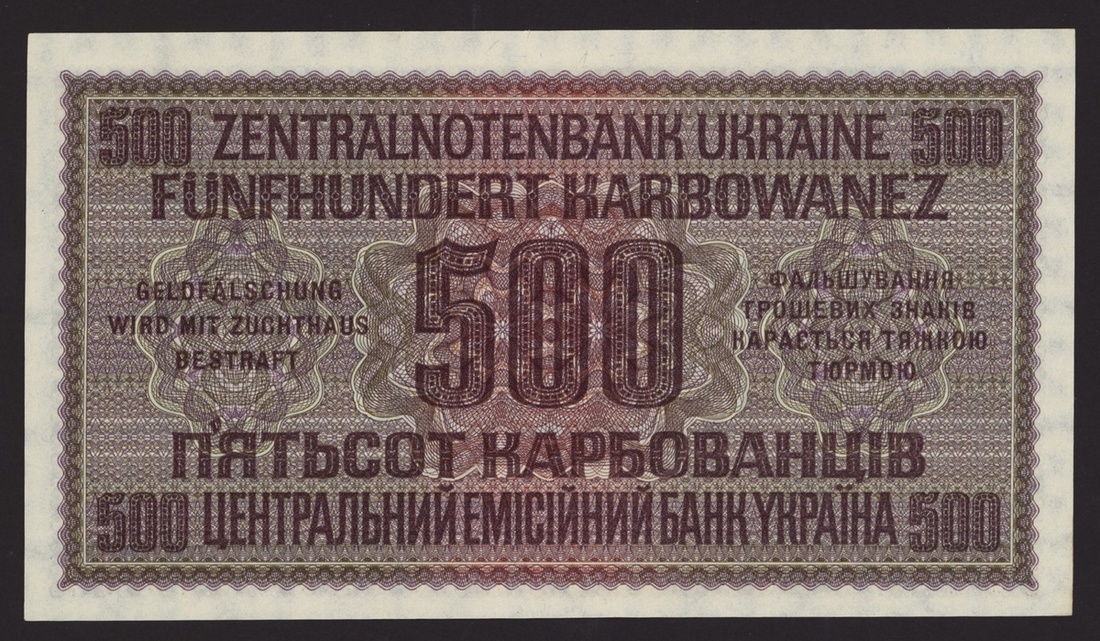 500 ZENTRALNOTENBANK UKRAINE 500
FÜNFHUNDERT KARBOWANEZ
GELDFÄLSCHUNG
WIRD MIT ZUCHTHAUS
BESTRAFT
500
ФАЛЬШУВАННЯ
ГРОШЕВИХ ЗНАКІВ
КАРАЄТЬСЯ ТЯЖКОЮ
ТЮРМОЮ
П'ЯТЬСОТ КАРБОВАНЦІВ
500 ЦЕНТРАЛЬНИЙ ЕМІСІЙНИЙ БАНК УКРАЇНА 500